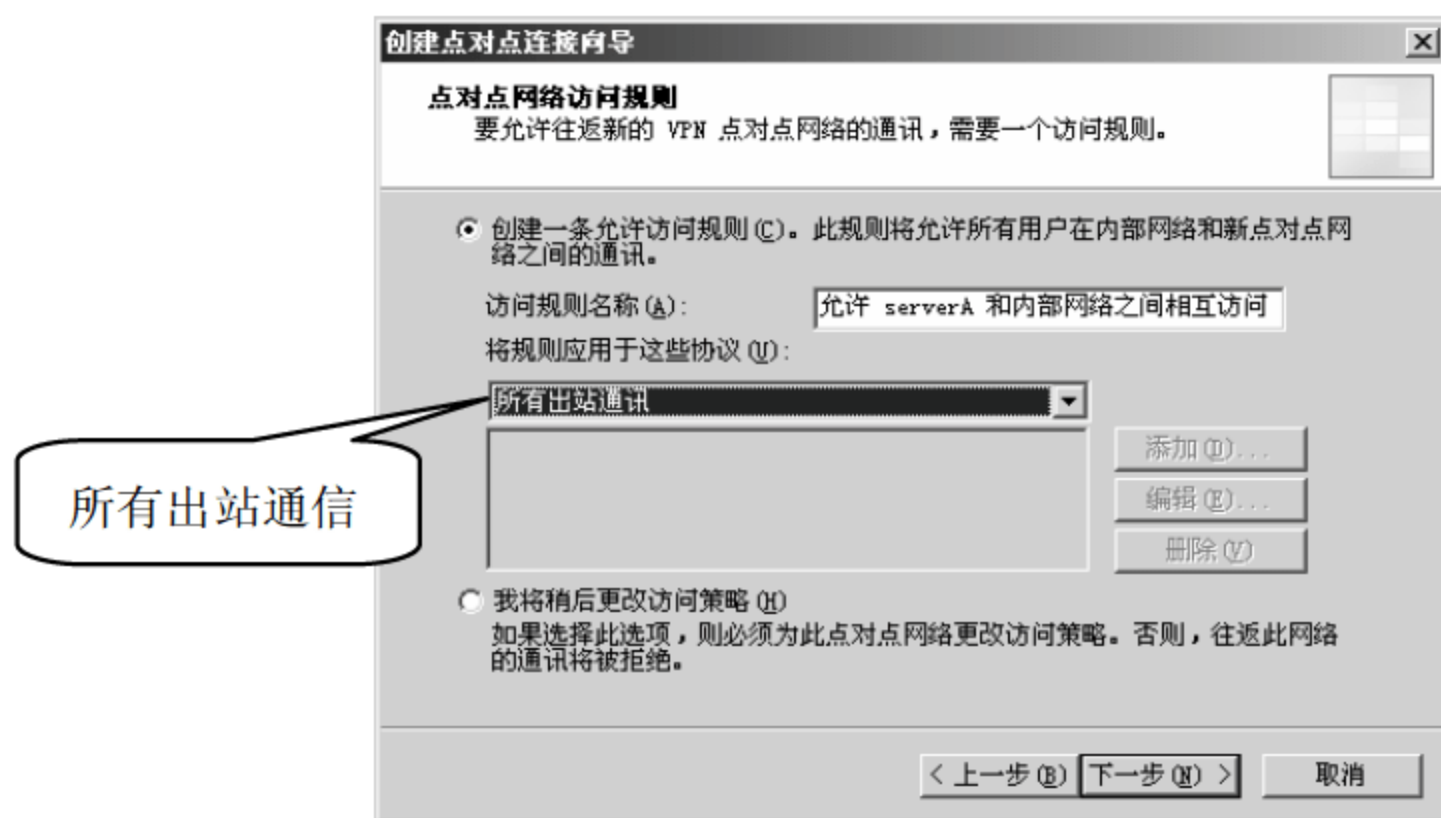 创建点对点连接向导
点对点网络访问规则
要允许往返新的 VPN 点对点网络的通讯，需要一个访问规则。
创建一条允许访问规则(C)。此规则将允许所有用户在内部网络和新点对点网
络之间的通讯。
访问规则名称(A)：
允许 serverA 和内部网络之间相互访问
将规则应用于这些协议(U)：
所有出站通讯
所有出站通信
添加(D)...
编辑(E)...
删除(V)
我将稍后更改访问策略(H)
如果选择此选项，则必须为此点对点网络更改访问策略。否则，往返此网络
的通讯将被拒绝。
< 上一步(B)
下一步(N) >
取消